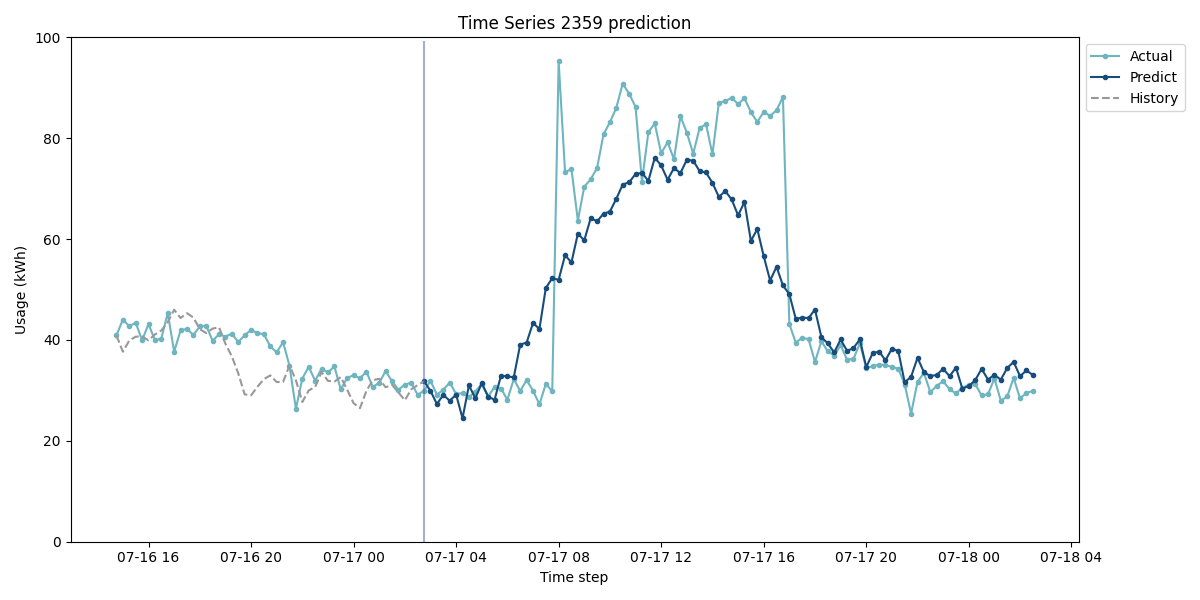 Time Series 2359 prediction
Usage (kWh)
100
80
60
40
20
0
07-16 16
07-16 20
07-17 00
07-17 04
07-17 08
07-17 12
07-17 16
07-17 20
07-18 00
07-18 04
Time step
Actual
Predict
History